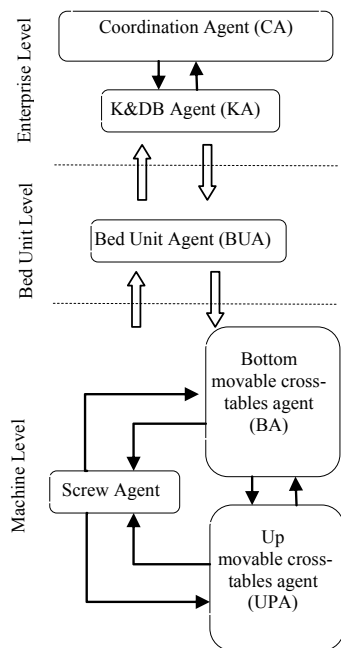 Enterprise Level
Coordination Agent (CA)
K&DB Agent (KA)
Bed Unit Level
Bed Unit Agent (BUA)
Machine Level
Bottom
movable cross-
tables agent
(BA)
Screw Agent
Up
movable cross-
tables agent
(UPA)